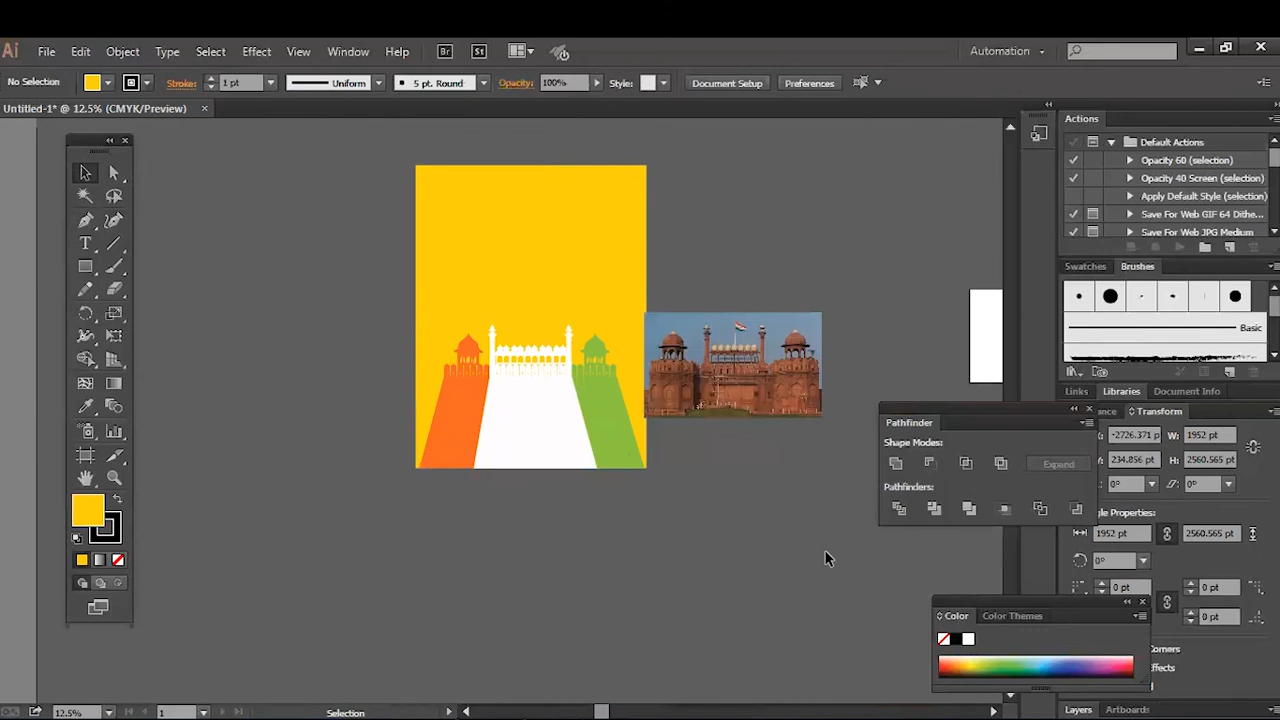 Ai File Edit Object Type Select Effect View Window Help Br St Automation
No Selection Stroke: 1 pt Uniform 5 pt. Round Opacity: 100% Style: Document Setup Preferences
Untitled-1* @ 12.5% (CMYK/Preview)
Actions
Default Actions
Opacity 60 (selection)
Opacity 40 Screen (selection)
Apply Default Style (selection)
Save For Web GIF 64 Dithe...
Save For Web JPG Medium
Swatches Brushes
Basic
Links Libraries Document Info
Transform
-2726.371 p W: 1952 pt
234.856 pt H: 2560.565 pt
0° 0°
Pathfinder
Shape Modes:
Expand
Pathfinders:
1952 pt 2560.565 pt
0°
0 pt 0 pt
0 pt
Color Color Themes
Layers Artboards
12.5% 1 Selection